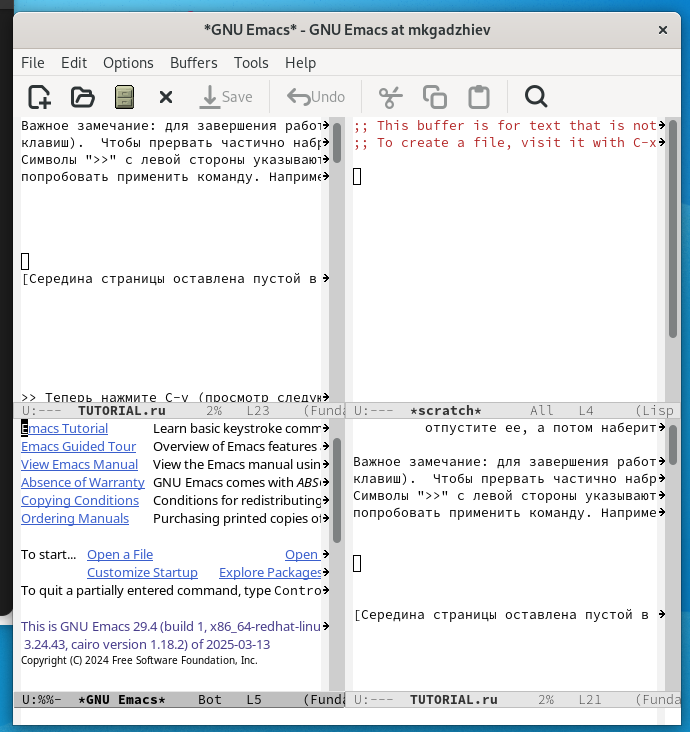 *GNU Emacs* - GNU Emacs at mkgadzhiev
File Edit Options Buffers Tools Help
Save Undo
Важное замечание: для завершения работ
клавиш). Чтобы прервать частично набр
Символы ">>" с левой стороны указывают
попробовать применить команду. Наприме
[Середина страницы оставлена пустой в
>> Теперь нажмите C-v (просмотр следую
U:--- TUTORIAL.ru 2% L23 (Funda
;; This buffer is for text that is not
;; To create a file, visit it with C-x
U:--- *scratch* All L4 (Lisp
Emacs Tutorial Learn basic keystroke comm
Emacs Guided Tour Overview of Emacs features
View Emacs Manual View the Emacs manual usin
Absence of Warranty GNU Emacs comes with ABS
Copying Conditions Conditions for redistributing
Ordering Manuals Purchasing printed copies of
To start... Open a File Open
Customize Startup Explore Packages
To quit a partially entered command, type Contro
This is GNU Emacs 29.4 (build 1, x86_64-redhat-linu
3.24.43, cairo version 1.18.2) of 2025-03-13
Copyright (C) 2024 Free Software Foundation, Inc.
U:%%- *GNU Emacs* Bot L5 (Funda
отпустите ее, а потом наберит
Важное замечание: для завершения работ
клавиш). Чтобы прервать частично набр
Символы ">>" с левой стороны указывают
попробовать применить команду. Наприме
[Середина страницы оставлена пустой в
U:--- TUTORIAL.ru 2% L21 (Funda